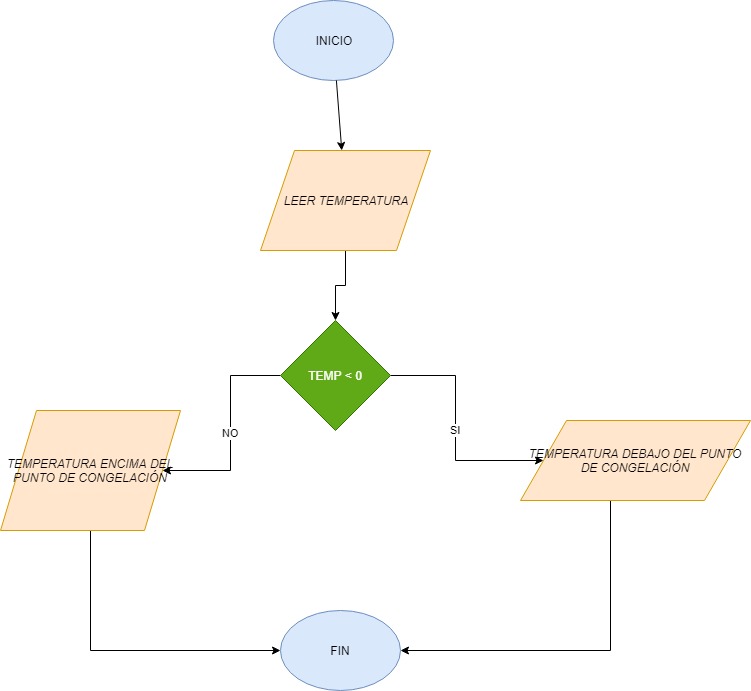 INICIO
LEER TEMPERATURA
TEMP < 0
NO
SI
TEMPERATURA ENCIMA DEL
PUNTO DE CONGELACIÓN
TEMPERATURA DEBAJO DEL PUNTO
DE CONGELACIÓN
FIN